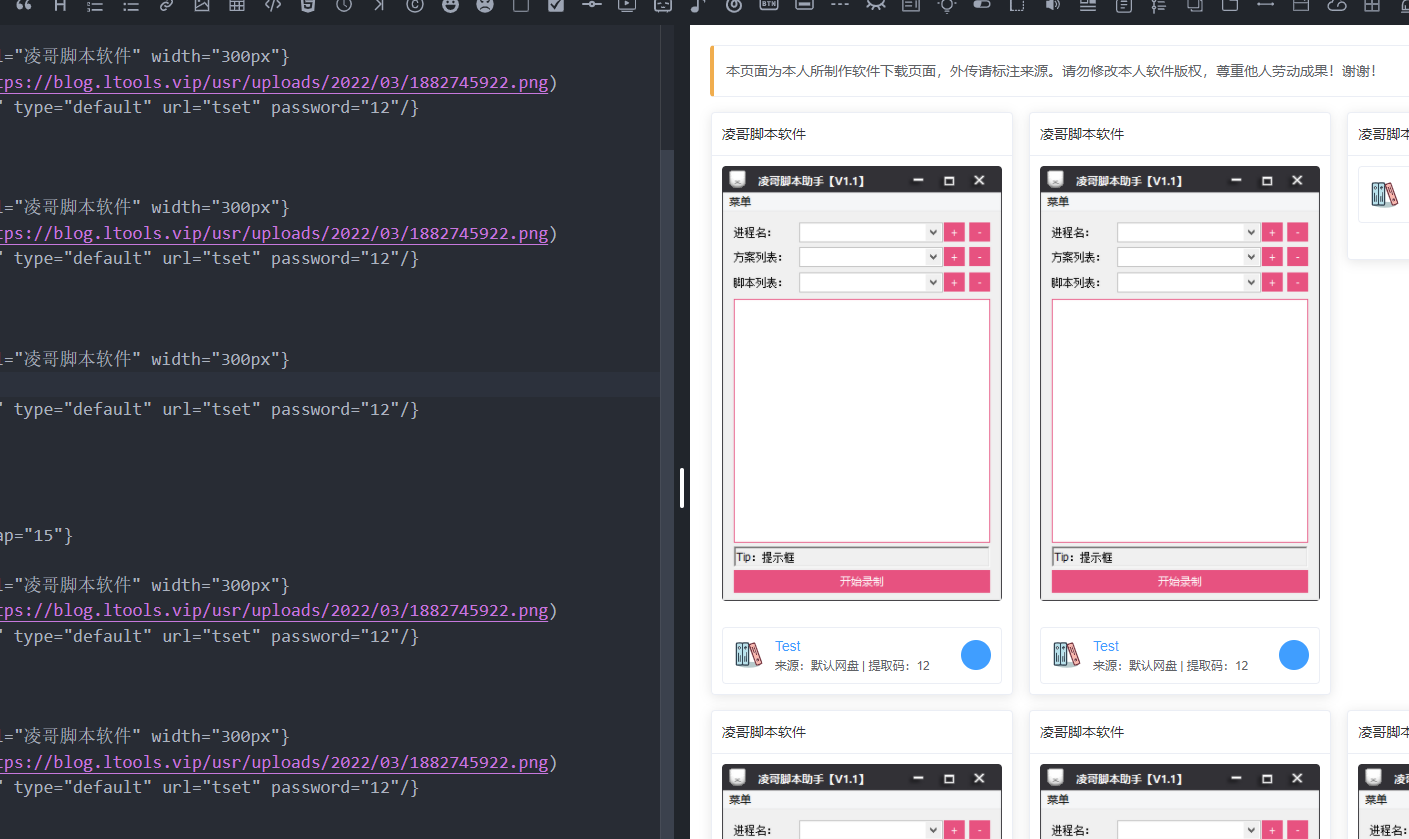 ="凌哥脚本软件" width="300px"}
tps://blog.ltools.vip/usr/uploads/2022/03/1882745922.png)
" type="default" url="tset" password="12"/}
="凌哥脚本软件" width="300px"}
tps://blog.ltools.vip/usr/uploads/2022/03/1882745922.png)
" type="default" url="tset" password="12"/}
="凌哥脚本软件" width="300px"}
" type="default" url="tset" password="12"/}
ap="15"}
="凌哥脚本软件" width="300px"}
tps://blog.ltools.vip/usr/uploads/2022/03/1882745922.png)
" type="default" url="tset" password="12"/}
="凌哥脚本软件" width="300px"}
tps://blog.ltools.vip/usr/uploads/2022/03/1882745922.png)
" type="default" url="tset" password="12"/}
本页面为本人所制作软件下载页面，外传请标注来源。请勿修改本人软件版权，尊重他人劳动成果！谢谢！
凌哥脚本软件
凌哥脚本助手【V1.1】
菜单
进程名：
+ -
方案列表：
+ -
脚本列表：
+ -
Tip：提示框
开始录制
Test
来源：默认网盘 | 提取码：12
凌哥脚本软件
凌哥脚本助手【V1.1】
菜单
进程名：
+ -
方案列表：
+ -
脚本列表：
+ -
Tip：提示框
开始录制
Test
来源：默认网盘 | 提取码：12
凌哥脚本
凌哥脚本软件
凌哥脚本助手【V1.1】
菜单
进程名：
+ -
凌哥脚本软件
凌哥脚本助手【V1.1】
菜单
进程名：
+ -
凌哥脚本
菜单
进程名：